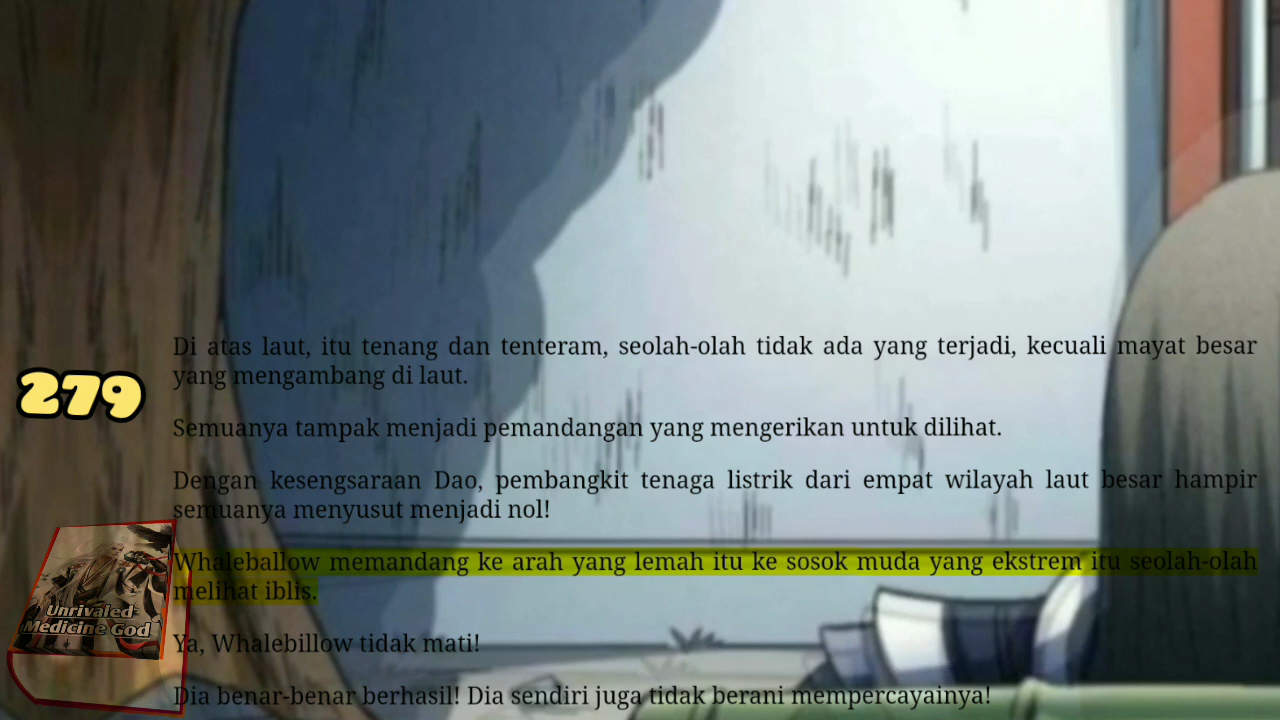 Di atas laut, itu tenang dan tenteram, seolah-olah tidak ada yang terjadi, kecuali mayat besar
yang mengambang di laut.
279
Semuanya tampak menjadi pemandangan yang mengerikan untuk dilihat.
Dengan kesengsaraan Dao, pembangkit tenaga listrik dari empat wilayah laut besar hampir
semuanya menyusut menjadi nol!
Whaleballow memandang ke arah yang lemah itu ke sosok muda yang ekstrem itu seolah-olah
melihat iblis.
Unrivaled
Medicine God
Ya, Whalebillow tidak mati!
Dia benar-benar berhasil! Dia sendiri juga tidak berani mempercayainya!